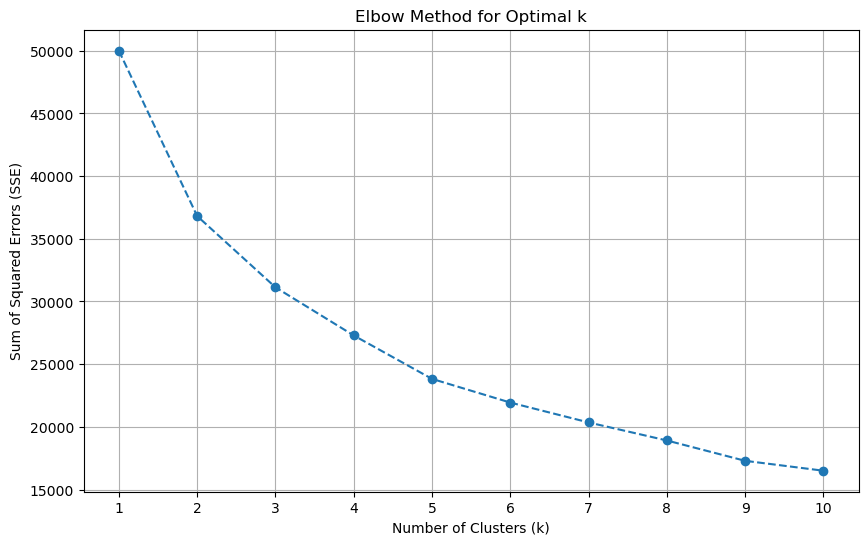 Elbow Method for Optimal k
Sum of Squared Errors (SSE)
50000
45000
40000
35000
30000
25000
20000
15000
1 2 3 4 5 6 7 8 9 10
Number of Clusters (k)